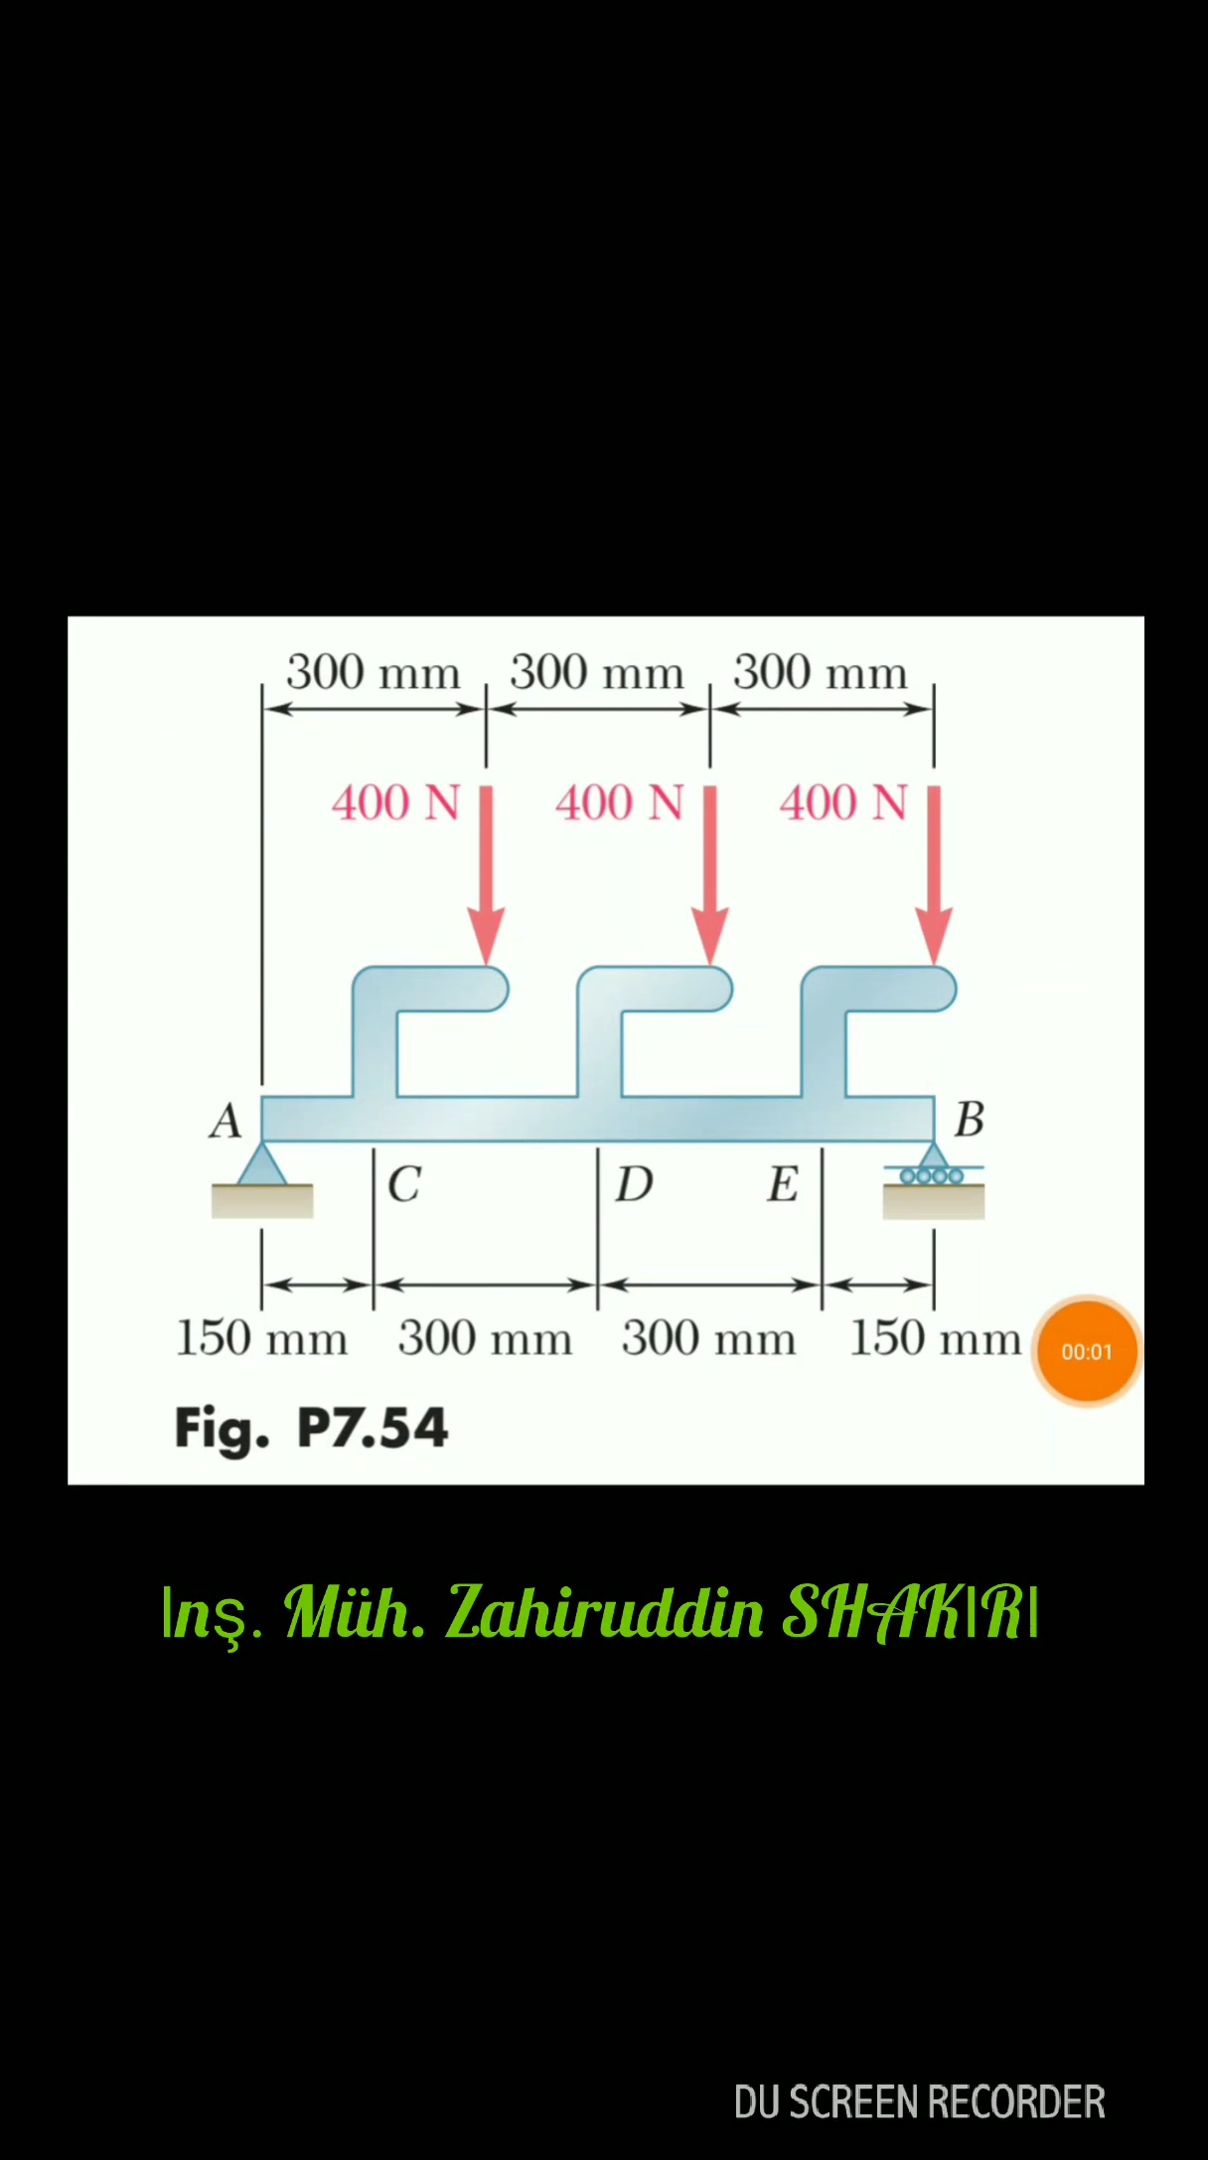 300 mm 300 mm 300 mm
400 N 400 N 400 N
A B
C D E
150 mm 300 mm 300 mm 150 mm
00:01
Fig. P7.54
Inş. Müh. Zahiruddin SHAKIRI
DU SCREEN RECORDER